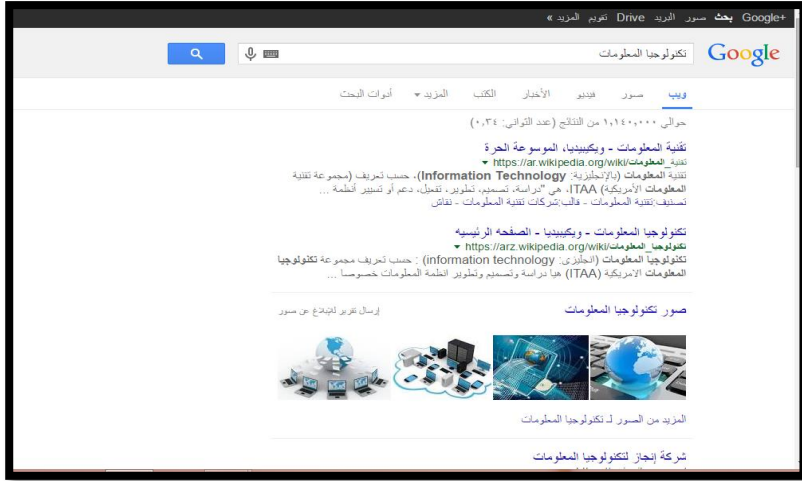 +Google بحث صور البريد Drive تقويم المزيد »
Google
تكنولوجيا المعلومات
ويب صور فيديو الأخبار الكتب المزيد أدوات البحث
حوالي ١,١٤٠,٠٠٠ من النتائج (عدد الثواني: ٠,٣٤)
تقنية المعلومات - ويكيبيديا، الموسوعة الحرة
https://ar.wikipedia.org/wiki/تقنية_المعلومات
تقنية المعلومات (بالإنجليزية: Information Technology)، حسب تعريف (مجموعة تقنية
المعلومات الأمريكية) ITAA، هي "دراسة، تصميم، تطوير، تفعيل، دعم أو تسيير أنظمة ...
تصنيف:تقنية المعلومات - قالب:شركات تقنية المعلومات - نقاش
تكنولوجيا المعلومات - ويكيبيديا - الصفحه الرئيسيه
https://arz.wikipedia.org/wiki/تكنولوجيا_المعلومات
تكنولوجيا المعلومات (انجليزى: information technology) : حسب تعريف مجموعة تكنولوجيا
المعلومات الامريكية (ITAA) هيا دراسة وتصميم وتطوير انظمة المعلومات خصوصا ...
صور تكنولوجيا المعلومات
إرسال تقرير للإبلاغ عن صور
المزيد من الصور لـ تكنولوجيا المعلومات
شركة إنجاز لتكنولوجيا المعلومات